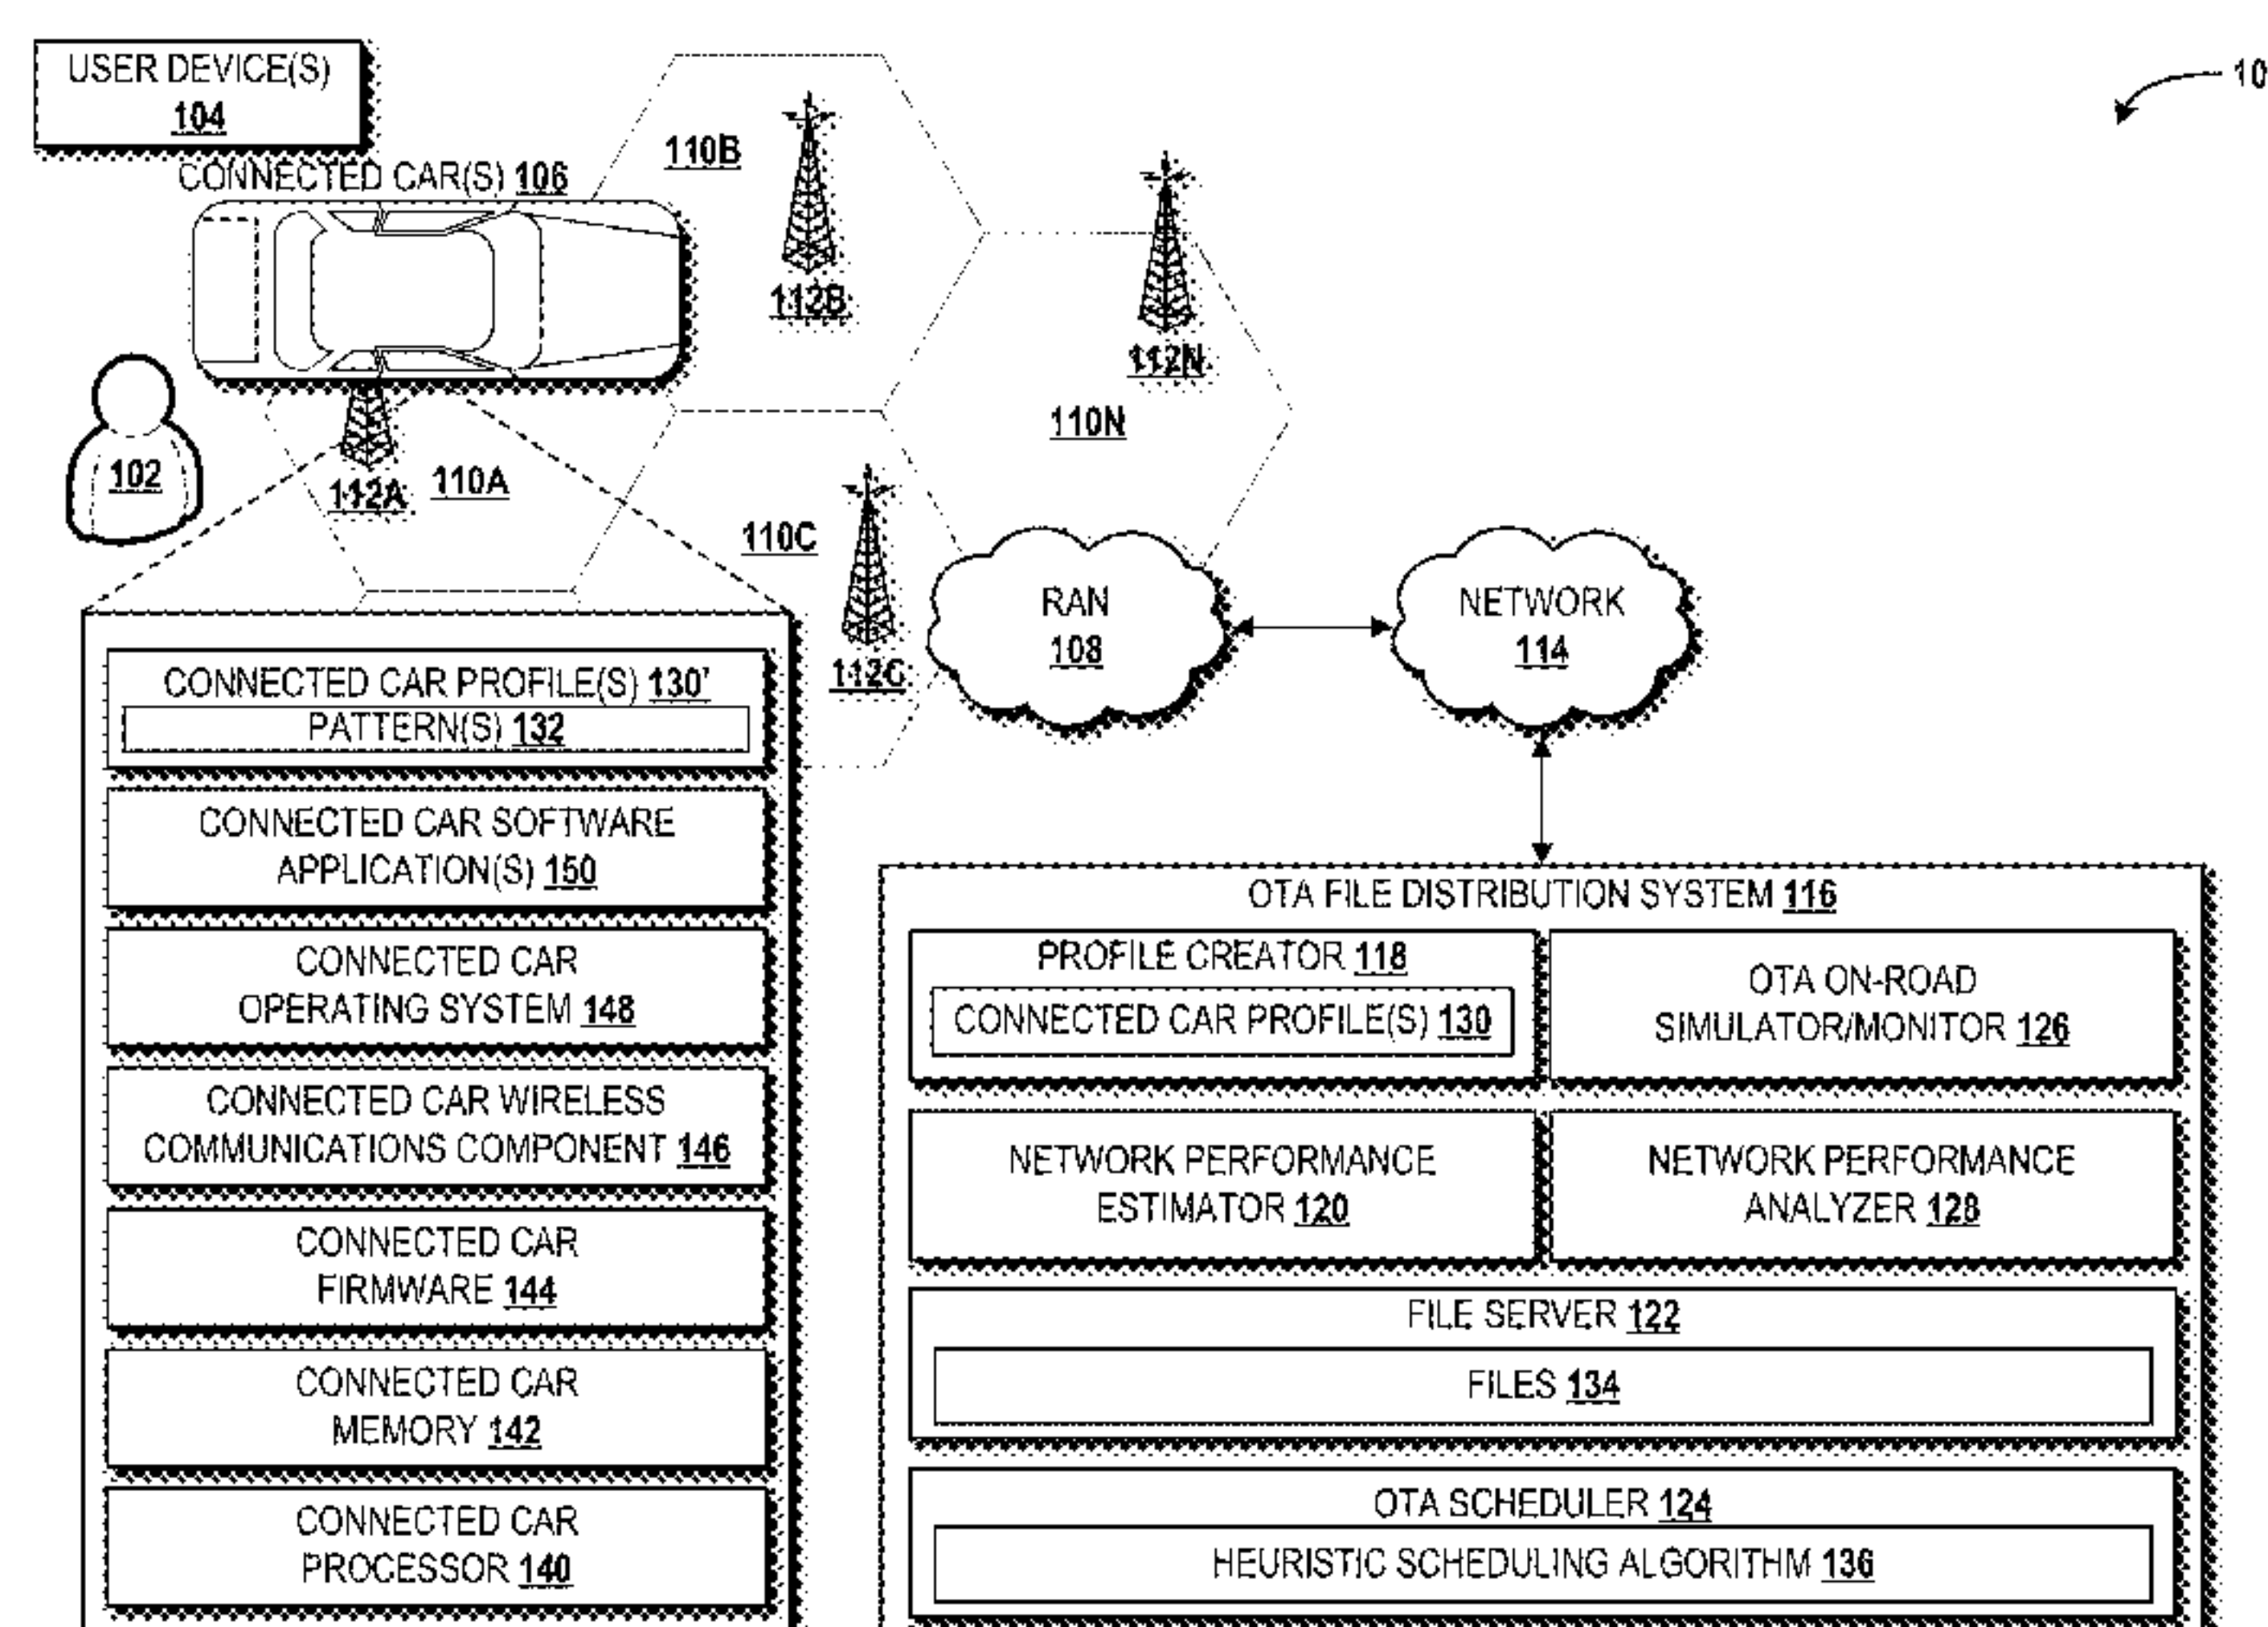 USER DEVICE(S)
104
10
CONNECTED CAR(S) 106
110B
112B
112N
110N
102
112A
110A
110C
112C
RAN
108
NETWORK
114
CONNECTED CAR PROFILE(S) 130'
PATTERN(S) 132
CONNECTED CAR SOFTWARE
APPLICATION(S) 150
CONNECTED CAR
OPERATING SYSTEM 148
CONNECTED CAR WIRELESS
COMMUNICATIONS COMPONENT 146
CONNECTED CAR
FIRMWARE 144
CONNECTED CAR
MEMORY 142
CONNECTED CAR
PROCESSOR 140
OTA FILE DISTRIBUTION SYSTEM 116
PROFILE CREATOR 118
CONNECTED CAR PROFILE(S) 130
OTA ON-ROAD
SIMULATOR/MONITOR 126
NETWORK PERFORMANCE
ESTIMATOR 120
NETWORK PERFORMANCE
ANALYZER 128
FILE SERVER 122
FILES 134
OTA SCHEDULER 124
HEURISTIC SCHEDULING ALGORITHM 136